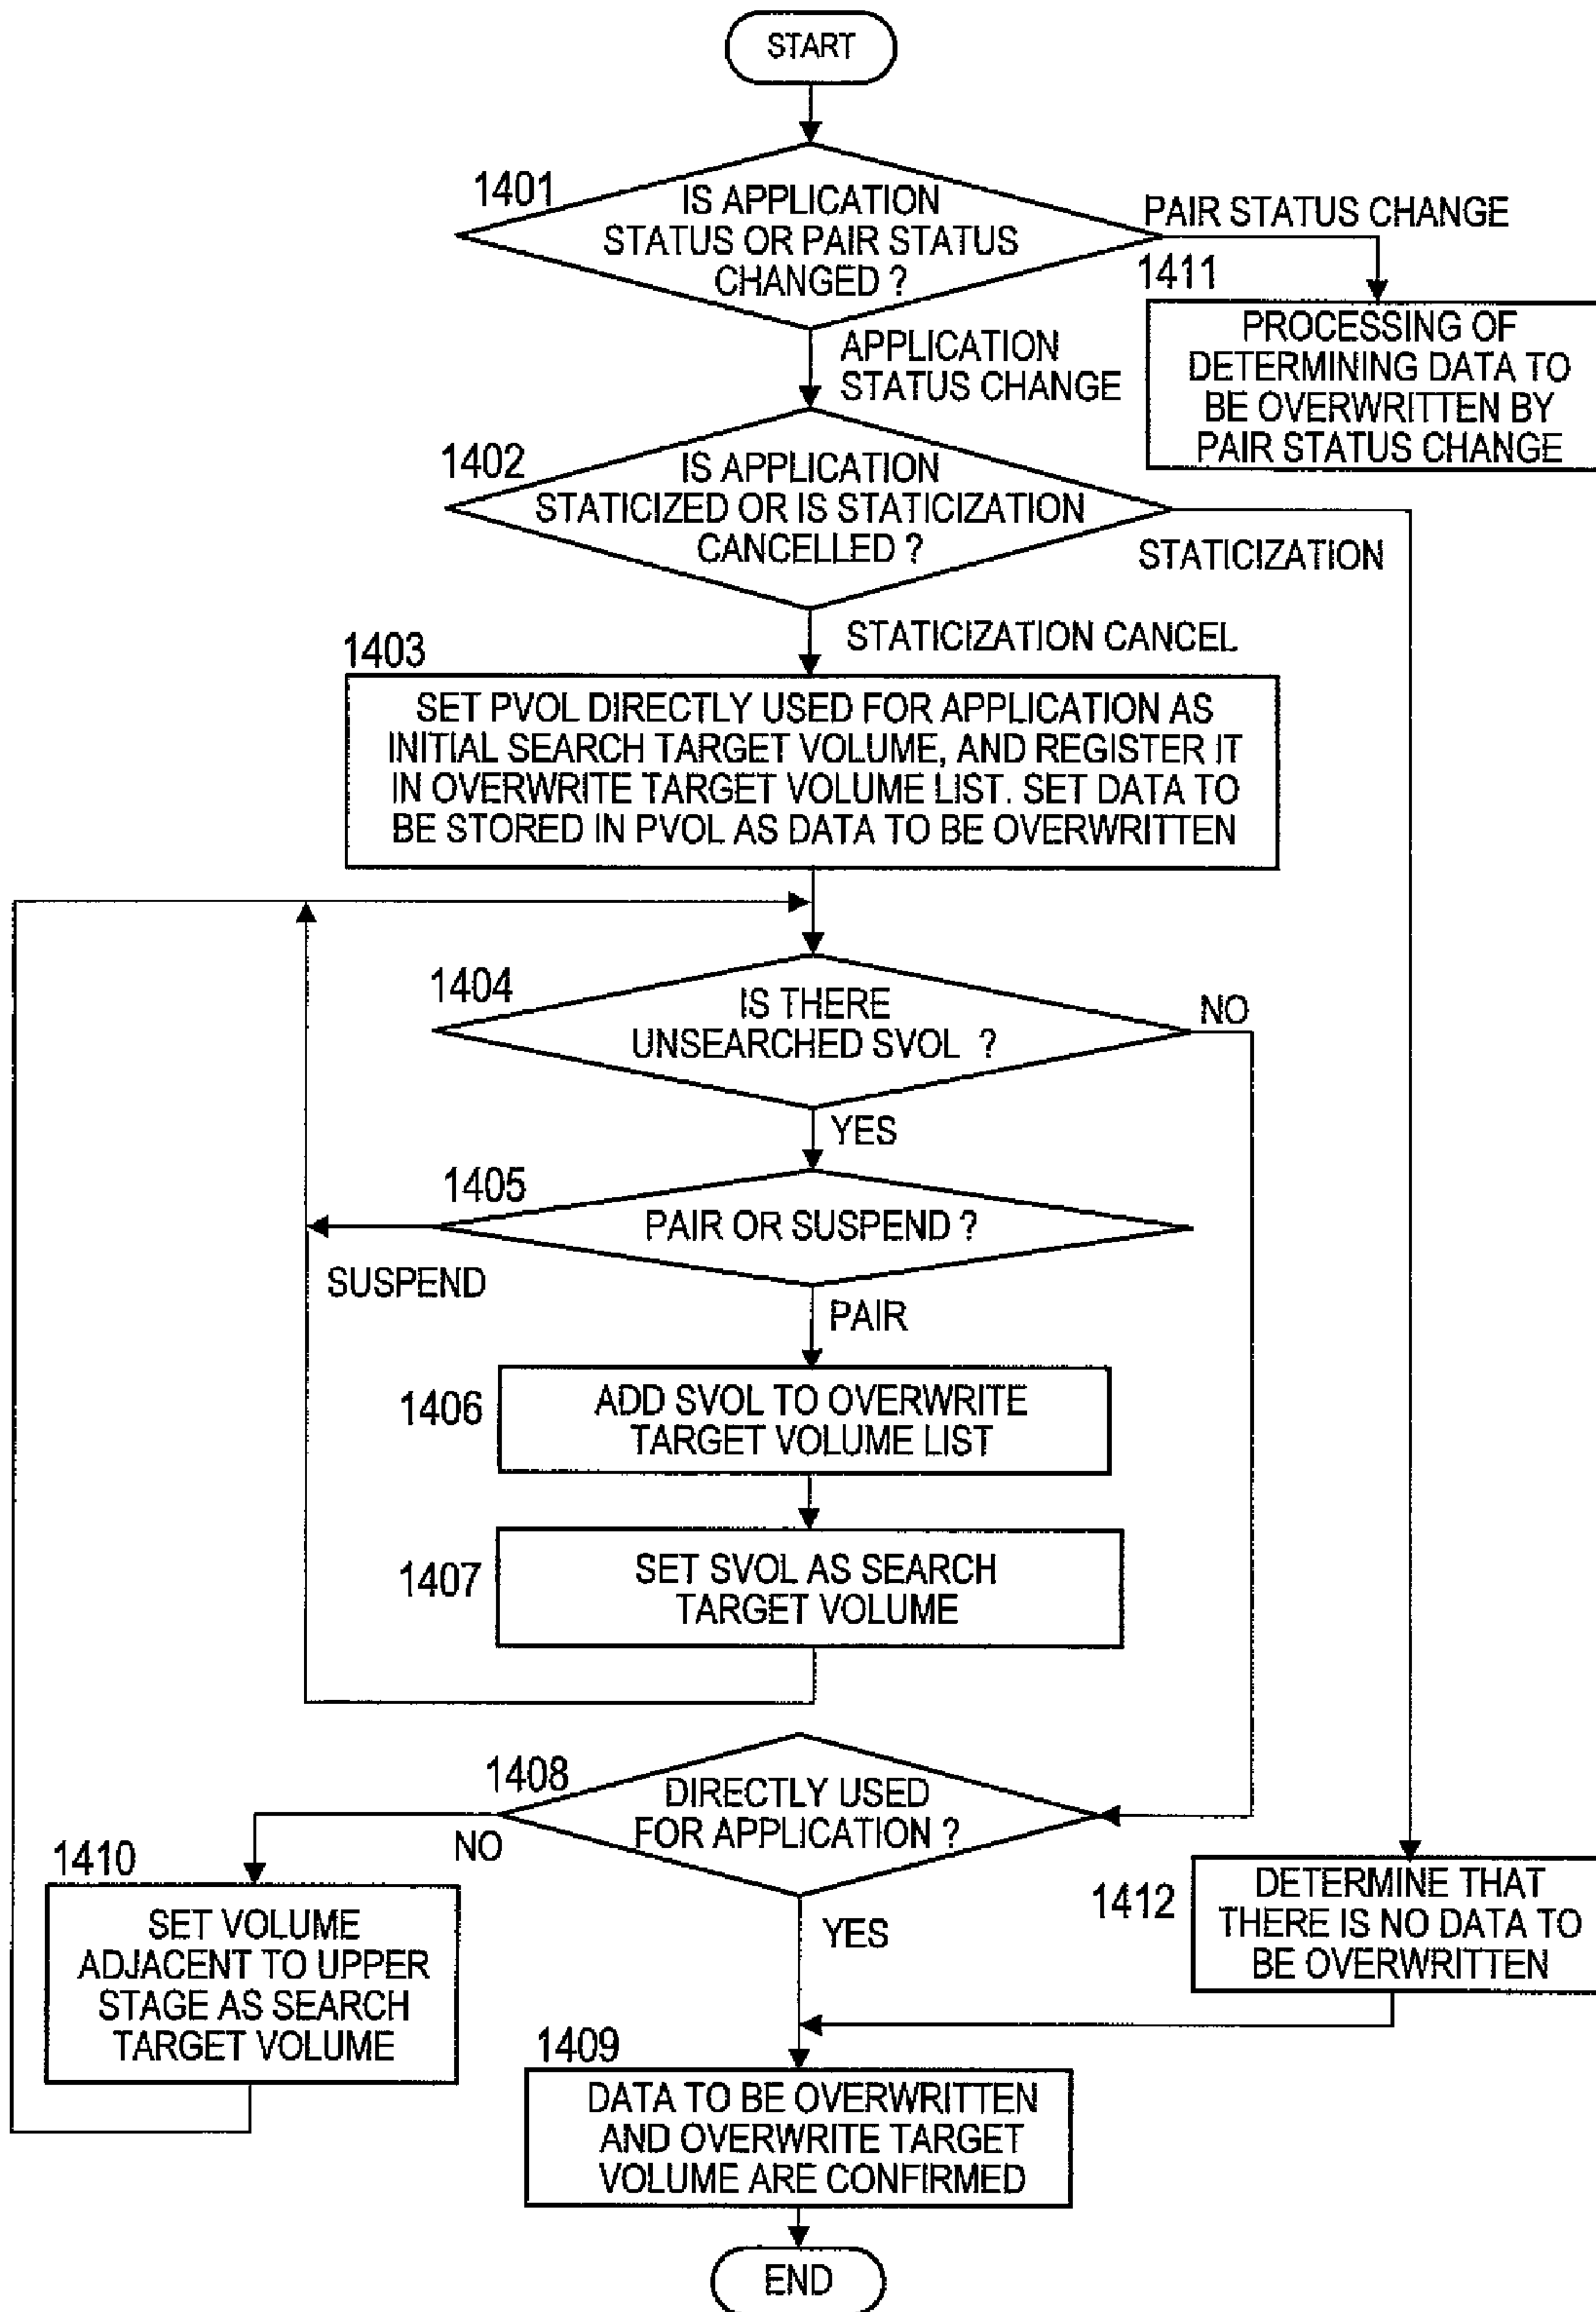 START
1401
IS APPLICATION
STATUS OR PAIR STATUS
CHANGED ?
PAIR STATUS CHANGE
1411
PROCESSING OF
DETERMINING DATA TO
BE OVERWRITTEN BY
PAIR STATUS CHANGE
APPLICATION
STATUS CHANGE
1402
IS APPLICATION
STATICIZED OR IS STATICIZATION
CANCELLED ?
STATICIZATION
STATICIZATION CANCEL
1403
SET PVOL DIRECTLY USED FOR APPLICATION AS
INITIAL SEARCH TARGET VOLUME, AND REGISTER IT
IN OVERWRITE TARGET VOLUME LIST. SET DATA TO
BE STORED IN PVOL AS DATA TO BE OVERWRITTEN
1404
IS THERE
UNSEARCHED SVOL ?
NO
YES
1405
PAIR OR SUSPEND ?
SUSPEND
PAIR
1406
ADD SVOL TO OVERWRITE
TARGET VOLUME LIST
1407
SET SVOL AS SEARCH
TARGET VOLUME
1408
DIRECTLY USED
FOR APPLICATION ?
NO
YES
1410
SET VOLUME
ADJACENT TO UPPER
STAGE AS SEARCH
TARGET VOLUME
1412
DETERMINE THAT
THERE IS NO DATA TO
BE OVERWRITTEN
1409
DATA TO BE OVERWRITTEN
AND OVERWRITE TARGET
VOLUME ARE CONFIRMED
END